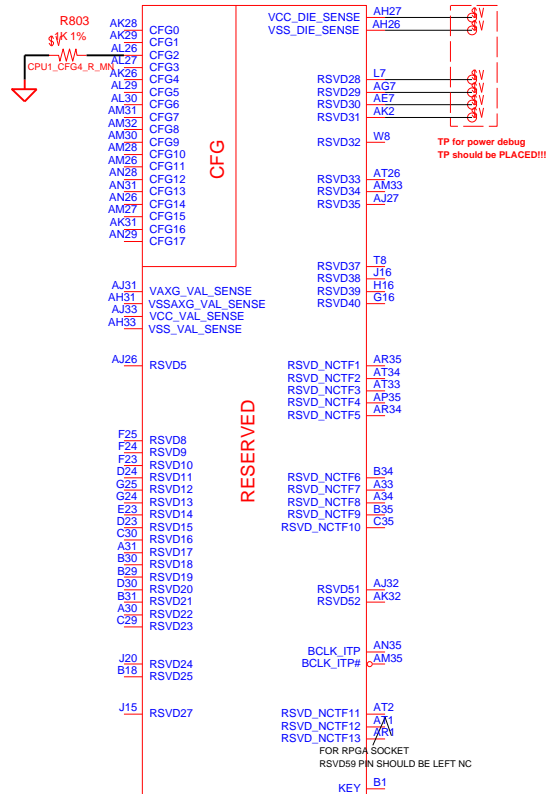 R803
$V
1K 1%
CPU1_CFG4_R_MN
AK28 CFG0
AK29 CFG1
AL26 CFG2
AL27 CFG3
AK26 CFG4
AL29 CFG5
AL30 CFG6
AM31 CFG7
AM32 CFG8
AM30 CFG9
AM28 CFG10
AM26 CFG11
AN28 CFG12
AN31 CFG13
AN26 CFG14
AM27 CFG15
AK31 CFG16
AN29 CFG17
CFG
AJ31 VAXG_VAL_SENSE
AH31 VSSAXG_VAL_SENSE
AJ33 VCC_VAL_SENSE
AH33 VSS_VAL_SENSE
AJ26 RSVD5
RESERVED
F25 RSVD8
F24 RSVD9
F23 RSVD10
D24 RSVD11
G25 RSVD12
G24 RSVD13
E23 RSVD14
D23 RSVD15
C30 RSVD16
A31 RSVD17
B30 RSVD18
B29 RSVD19
D30 RSVD20
B31 RSVD21
A30 RSVD22
C29 RSVD23
J20 RSVD24
B18 RSVD25
J15 RSVD27
VCC_DIE_SENSE AH27 $V
VSS_DIE_SENSE AH26 $V
RSVD28 L7 $V
RSVD29 AG7 $V
RSVD30 AE7 $V
RSVD31 AK2 $V
RSVD32 W8
TP for power debug
TP should be PLACED!!!
RSVD33 AT26
RSVD34 AM33
RSVD35 AJ27
RSVD37 T8
RSVD38 J16
RSVD39 H16
RSVD40 G16
RSVD_NCTF1 AR35
RSVD_NCTF2 AT34
RSVD_NCTF3 AT33
RSVD_NCTF4 AP35
RSVD_NCTF5 AR34
RSVD_NCTF6 B34
RSVD_NCTF7 A33
RSVD_NCTF8 A34
RSVD_NCTF9 B35
RSVD_NCTF10 C35
RSVD51 AJ32
RSVD52 AK32
BCLK_ITP AN35
BCLK_ITP# AM35
RSVD_NCTF11 AT2
RSVD_NCTF12 AT1
RSVD_NCTF13 AR1
FOR RPGA SOCKET
RSVD59 PIN SHOULD BE LEFT NC
KEY B1